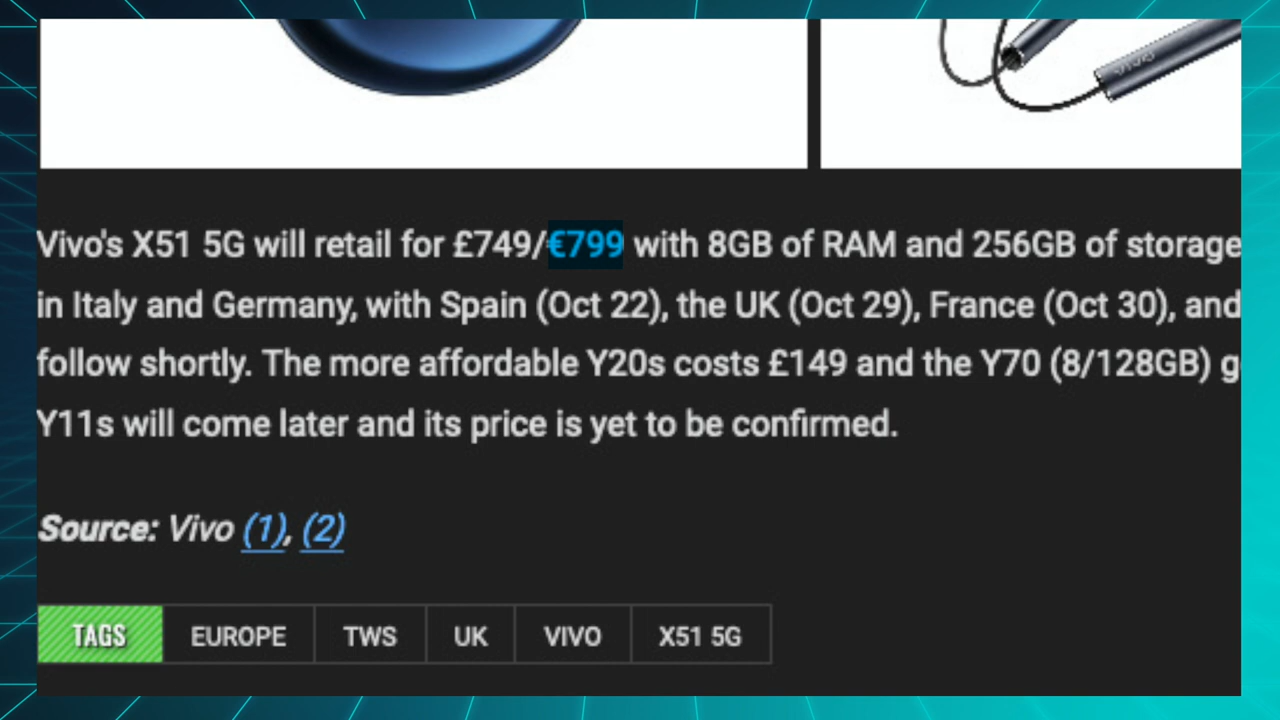 vivo
Vivo's X51 5G will retail for £749/€799 with 8GB of RAM and 256GB of storage
in Italy and Germany, with Spain (Oct 22), the UK (Oct 29), France (Oct 30), and
follow shortly. The more affordable Y20s costs £149 and the Y70 (8/128GB) g
Y11s will come later and its price is yet to be confirmed.
Source: Vivo (1), (2)
TAGS EUROPE TWS UK VIVO X51 5G